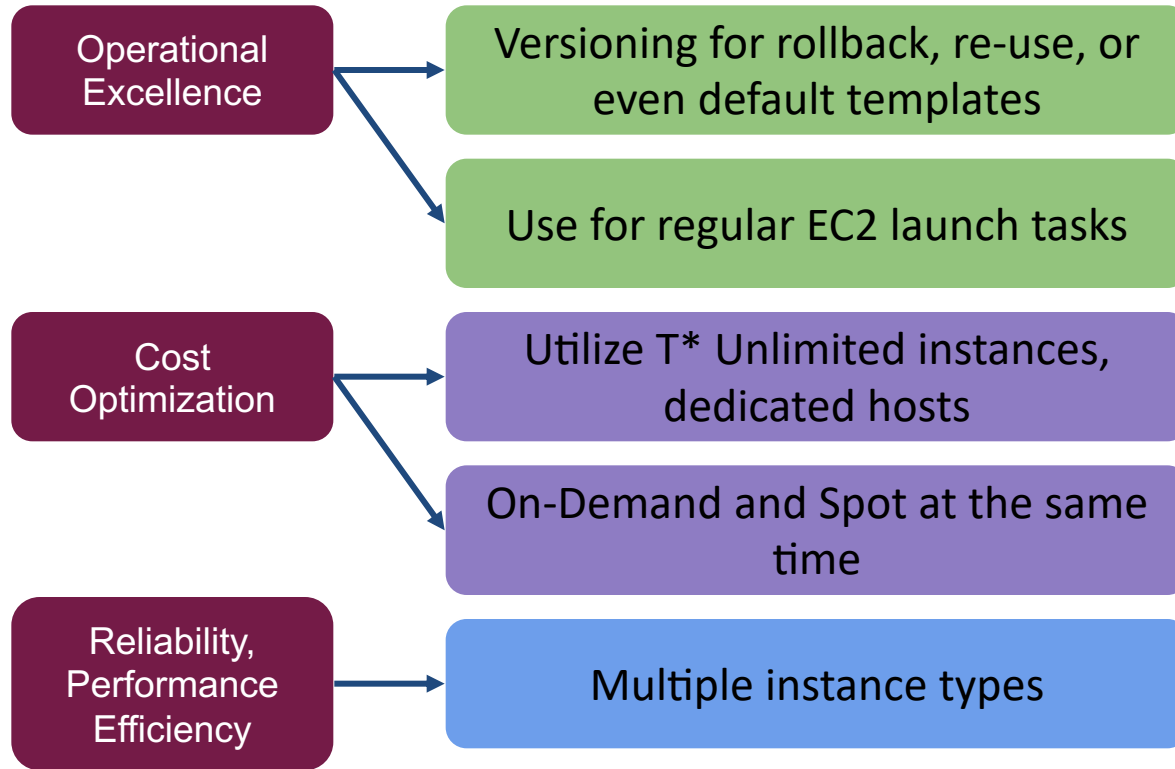 Operational
Excellence
Versioning for rollback, re-use, or
even default templates
Use for regular EC2 launch tasks
Cost
Optimization
Utilize T* Unlimited instances,
dedicated hosts
On-Demand and Spot at the same
time
Reliability,
Performance
Efficiency
Multiple instance types